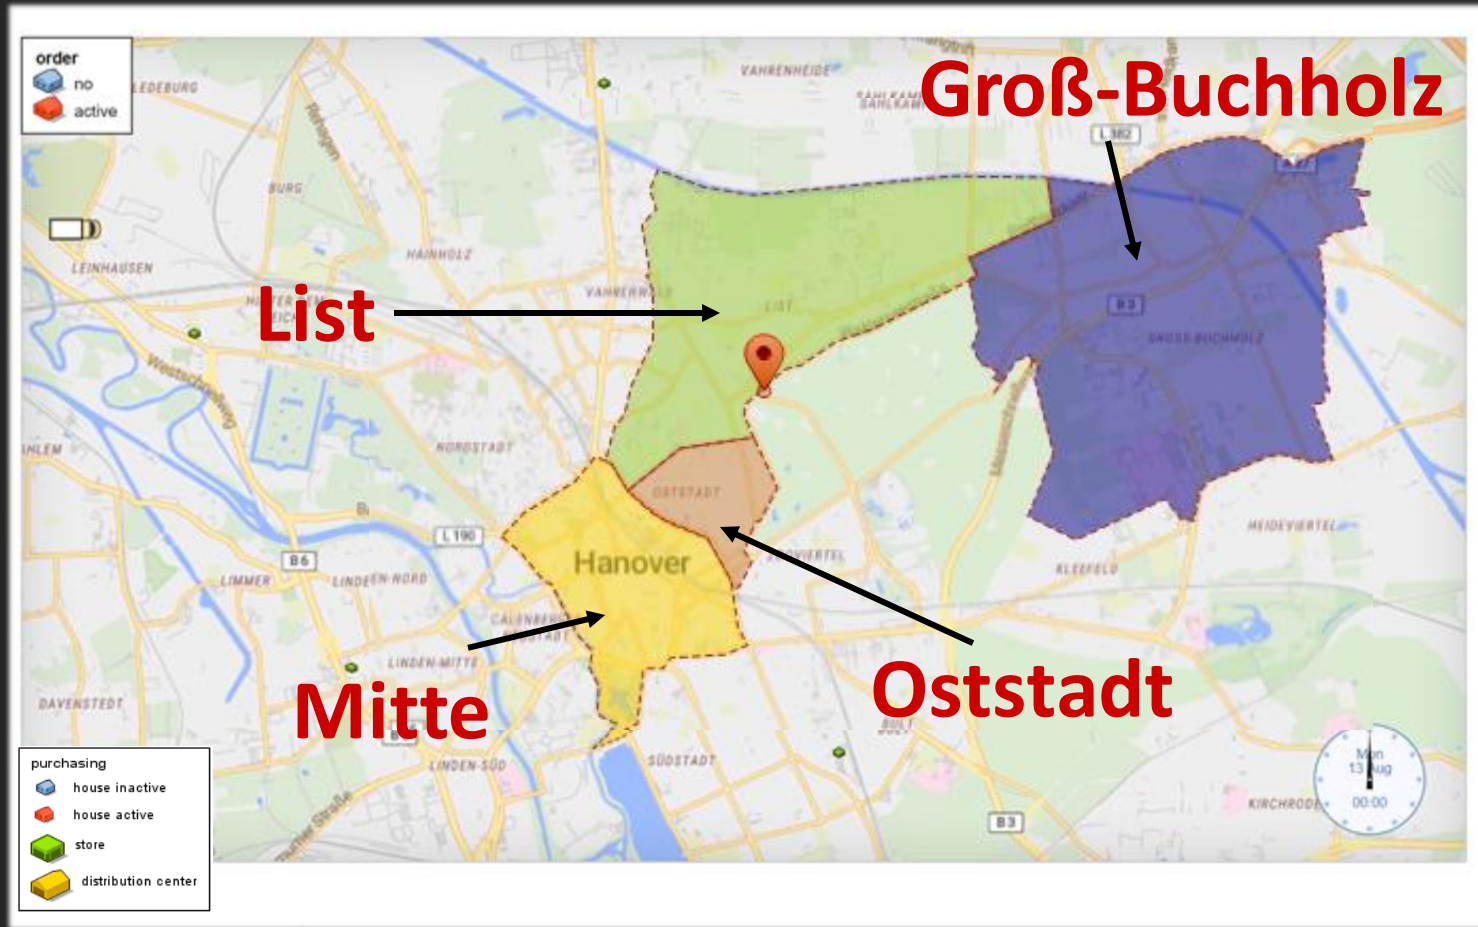 order
no
active
LEDEBURG
VAHRENHEIDE
Groß-Buchholz
L 382
BURG
LEINHAUSEN
HAINHOLZ
VAHRENWALD
LIST
List
B3
GROSS-BUCHHOLZ
Westschnellweg
NORDSTADT
AHLEM
OSTSTADT
L 190
HEIDEVIERTEL
Hanover
B6
ZOOVIERTEL
KLEEFELD
LIMMER
LINDEN-NORD
LINDEN-MITTE
Oststadt
Mitte
DAVENSTEDT
BULT
SÜDSTADT
LINDEN-SÜD
Mon
13 Aug
00:00
KIRCHRODE
B3
purchasing
house inactive
house active
store
distribution center